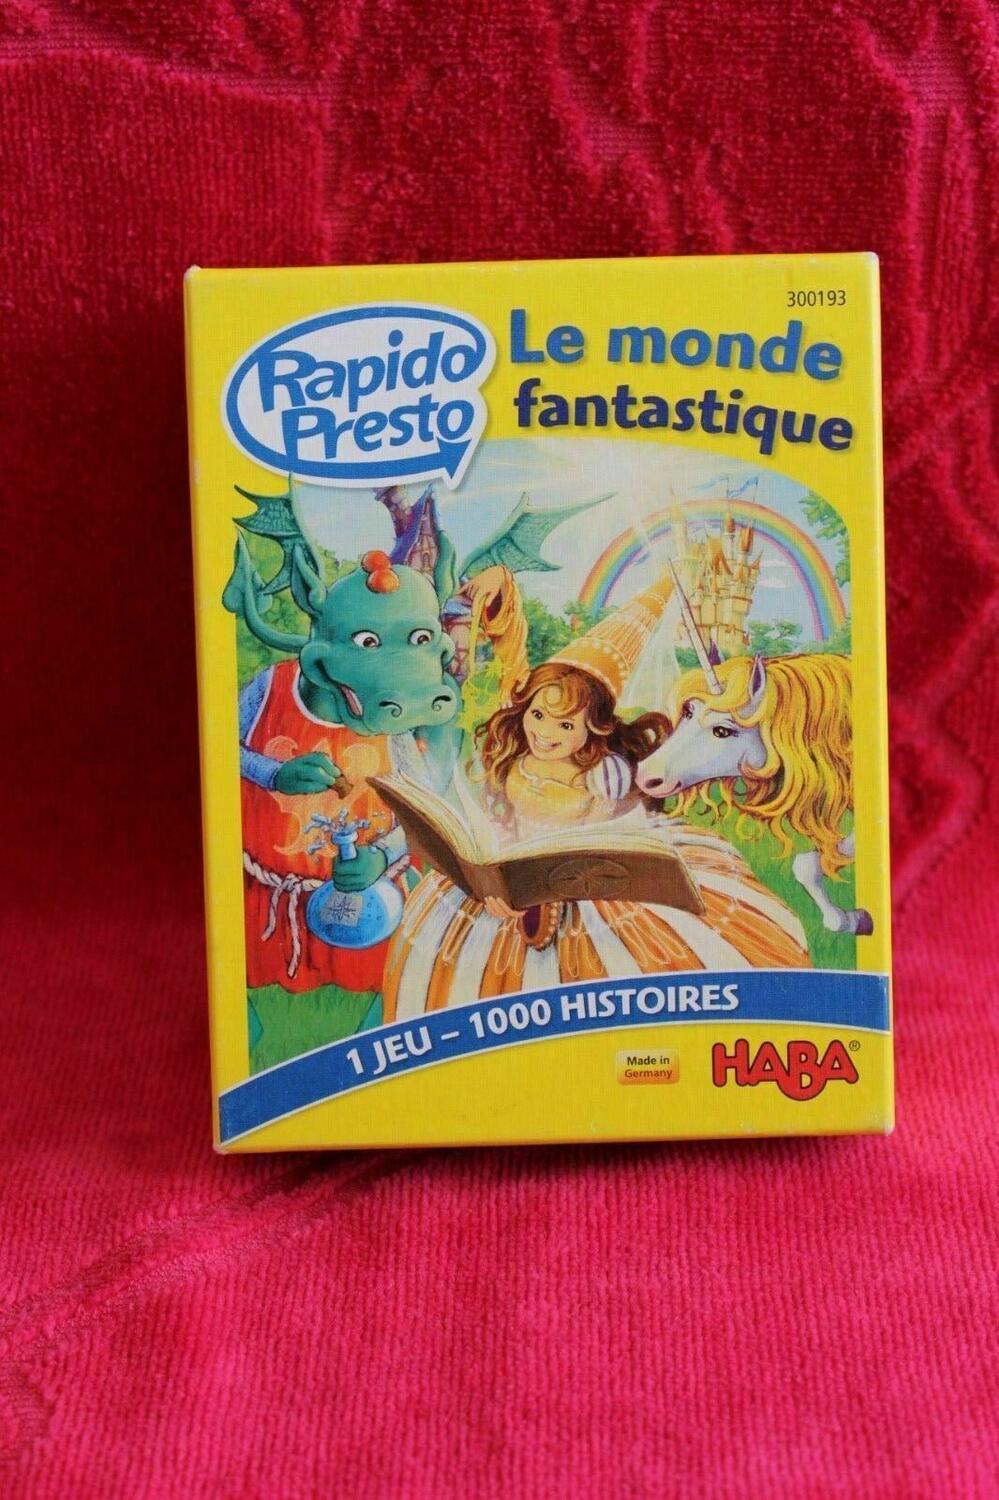 300193
Rapido
Presto
Le monde
fantastique
1 JEU – 1000 HISTOIRES
Made in
Germany
HABA®